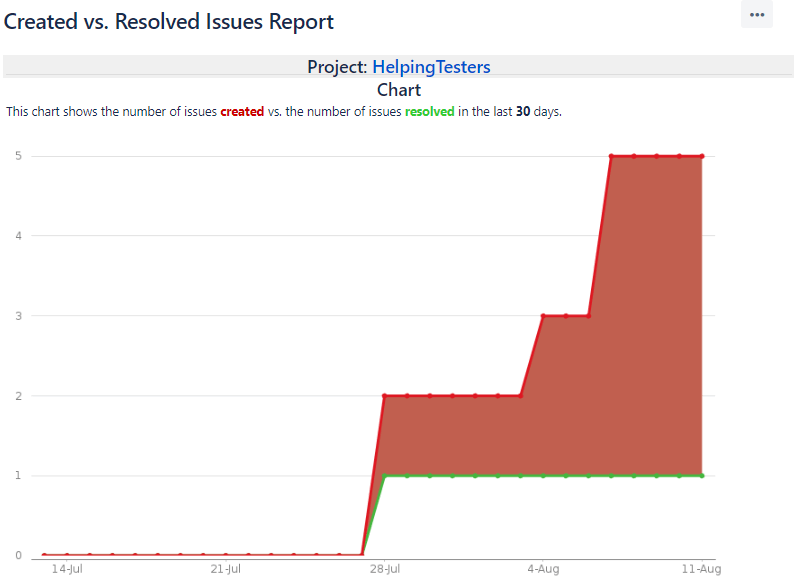 Created vs. Resolved Issues Report
Project: HelpingTesters
Chart
This chart shows the number of issues created vs. the number of issues resolved in the last 30 days.
5
4
3
2
1
0
14-Jul 21-Jul 28-Jul 4-Aug 11-Aug